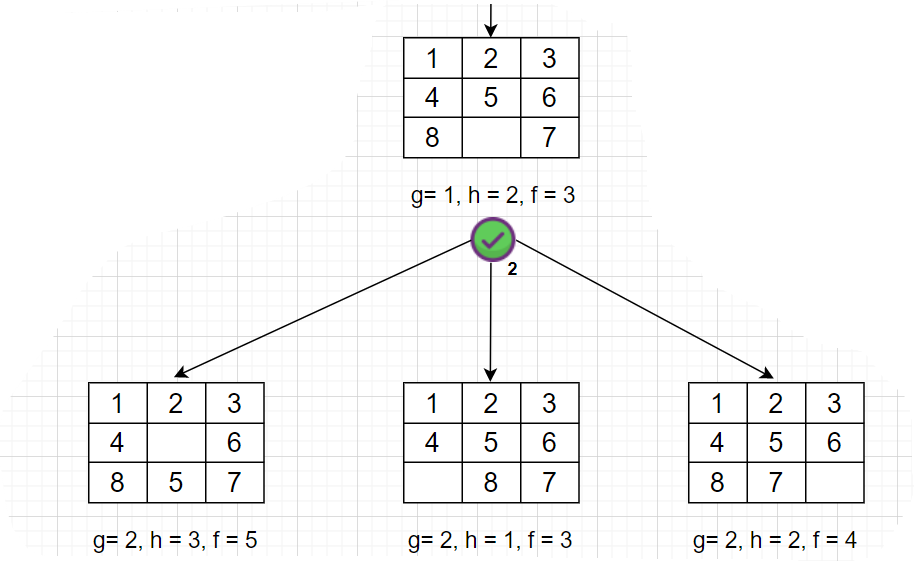 1 2 3
4 5 6
8 7
g= 1, h = 2, f = 3
2
1 2 3
4 6
8 5 7
g= 2, h = 3, f = 5
1 2 3
4 5 6
8 7
g= 2, h = 1, f = 3
1 2 3
4 5 6
8 7
g= 2, h = 2, f = 4